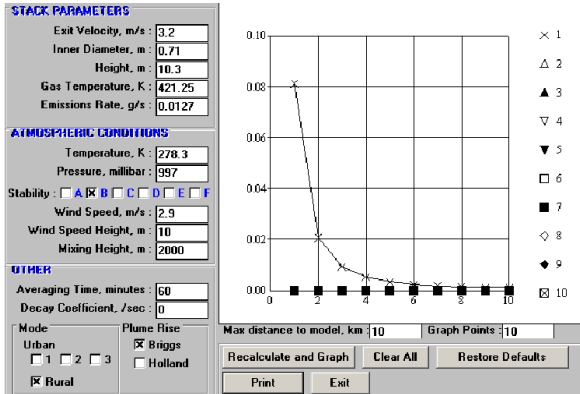 STACK PARAMETERS
Exit Velocity, m/s : 3.2
Inner Diameter, m : 0.71
Height, m : 10.3
Gas Temperature, K : 421.25
Emissions Rate, g/s : 0.0127
ATMOSPHERIC CONDITIONS
Temperature, K : 278.3
Pressure, millibar : 997
Stability : A B C D E F
Wind Speed, m/s : 2.9
Wind Speed Height, m : 10
Mixing Height, m : 2000
OTHER
Averaging Time, minutes : 60
Decay Coefficient, /sec : 0
Mode
Urban
1 2 3
Rural
Plume Rise
Briggs
Holland
0.10
0.08
0.06
0.04
0.02
0.00
0 2 4 6 8 10
1
2
3
4
5
6
7
8
9
10
Max distance to model, km : 10 Graph Points : 10
Recalculate and Graph Clear All Restore Defaults
Print Exit